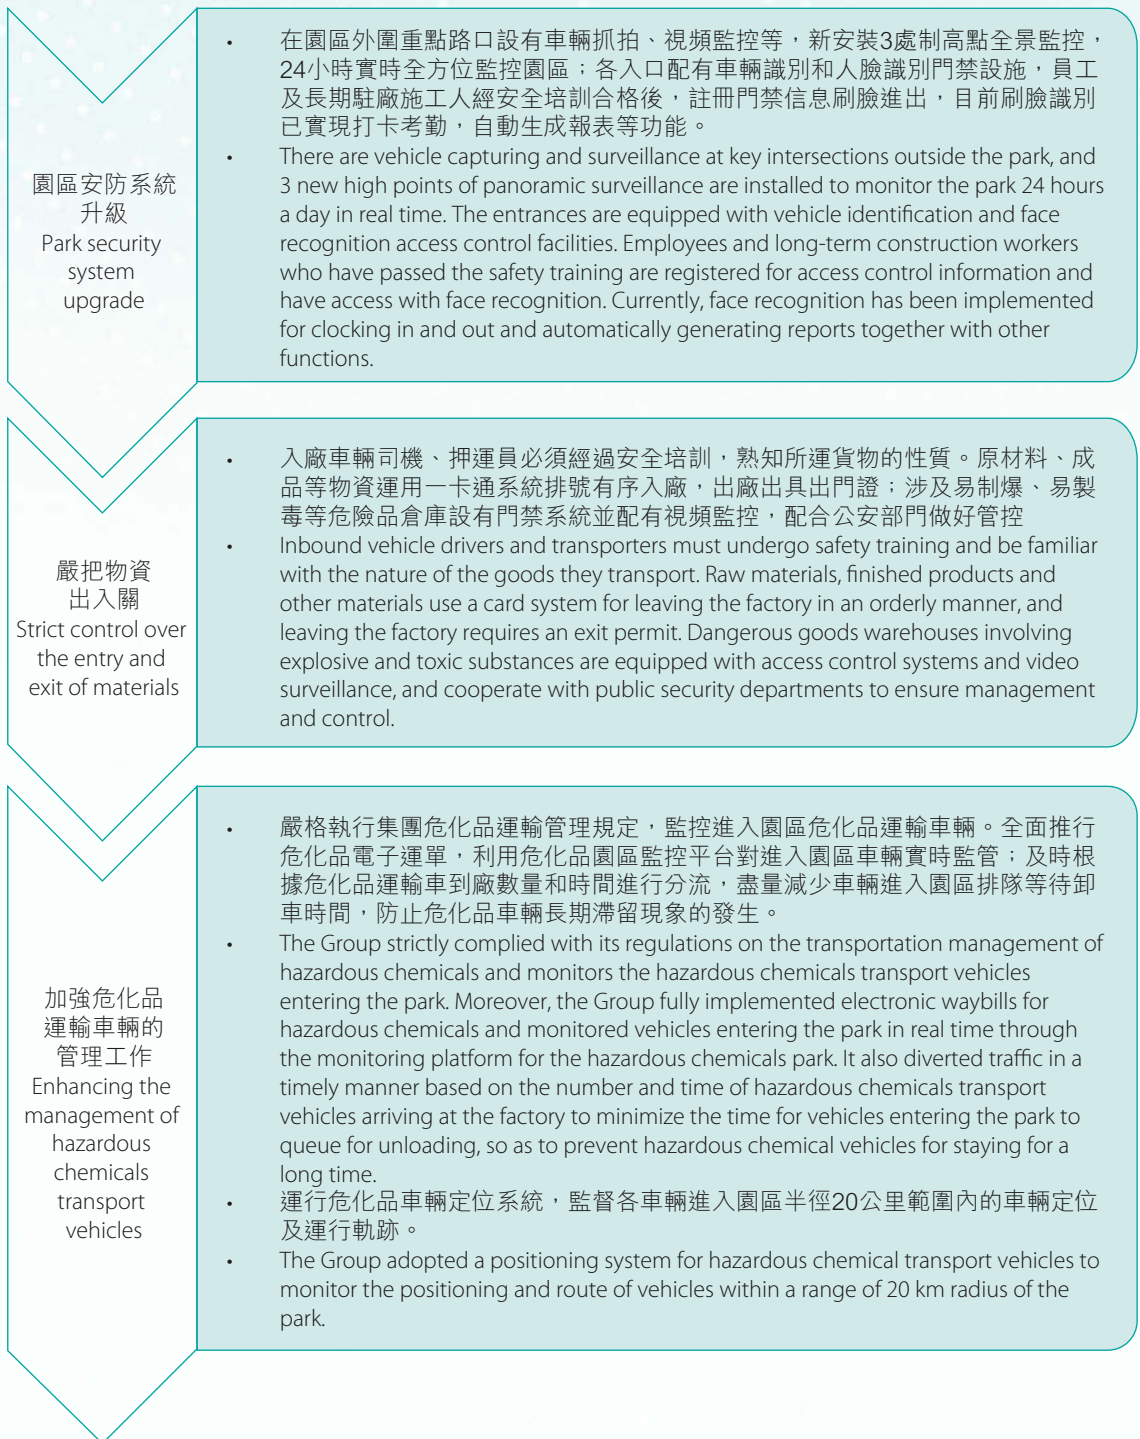 園區安防系統
升級
Park security
system
upgrade
• 在園區外圍重點路口設有車輛抓拍、視頻監控等，新安裝3處制高點全景監控，
24小時實時全方位監控園區；各入口配有車輛識別和人臉識別門禁設施，員工
及長期駐廠施工人經安全培訓合格後，註冊門禁信息刷臉進出，目前刷臉識別
已實現打卡考勤，自動生成報表等功能。
• There are vehicle capturing and surveillance at key intersections outside the park, and
3 new high points of panoramic surveillance are installed to monitor the park 24 hours
a day in real time. The entrances are equipped with vehicle identification and face
recognition access control facilities. Employees and long-term construction workers
who have passed the safety training are registered for access control information and
have access with face recognition. Currently, face recognition has been implemented
for clocking in and out and automatically generating reports together with other
functions.
嚴把物資
出入關
Strict control over
the entry and
exit of materials
• 入廠車輛司機、押運員必須經過安全培訓，熟知所運貨物的性質。原材料、成
品等物資運用一卡通系統排號有序入廠，出廠出具出門證；涉及易制爆、易製
毒等危險品倉庫設有門禁系統並配有視頻監控，配合公安部門做好管控
• Inbound vehicle drivers and transporters must undergo safety training and be familiar
with the nature of the goods they transport. Raw materials, finished products and
other materials use a card system for leaving the factory in an orderly manner, and
leaving the factory requires an exit permit. Dangerous goods warehouses involving
explosive and toxic substances are equipped with access control systems and video
surveillance, and cooperate with public security departments to ensure management
and control.
加強危化品
運輸車輛的
管理工作
Enhancing the
management of
hazardous
chemicals
transport
vehicles
• 嚴格執行集團危化品運輸管理規定，監控進入園區危化品運輸車輛。全面推行
危化品電子運單，利用危化品園區監控平台對進入園區車輛實時監管；及時根
據危化品運輸車到廠數量和時間進行分流，盡量減少車輛進入園區排隊等待卸
車時間，防止危化品車輛長期滯留現象的發生。
• The Group strictly complied with its regulations on the transportation management of
hazardous chemicals and monitors the hazardous chemicals transport vehicles
entering the park. Moreover, the Group fully implemented electronic waybills for
hazardous chemicals and monitored vehicles entering the park in real time through
the monitoring platform for the hazardous chemicals park. It also diverted traffic in a
timely manner based on the number and time of hazardous chemicals transport
vehicles arriving at the factory to minimize the time for vehicles entering the park to
queue for unloading, so as to prevent hazardous chemical vehicles for staying for a
long time.
• 運行危化品車輛定位系統，監督各車輛進入園區半徑20公里範圍內的車輛定位
及運行軌跡。
• The Group adopted a positioning system for hazardous chemical transport vehicles to
monitor the positioning and route of vehicles within a range of 20 km radius of the
park.